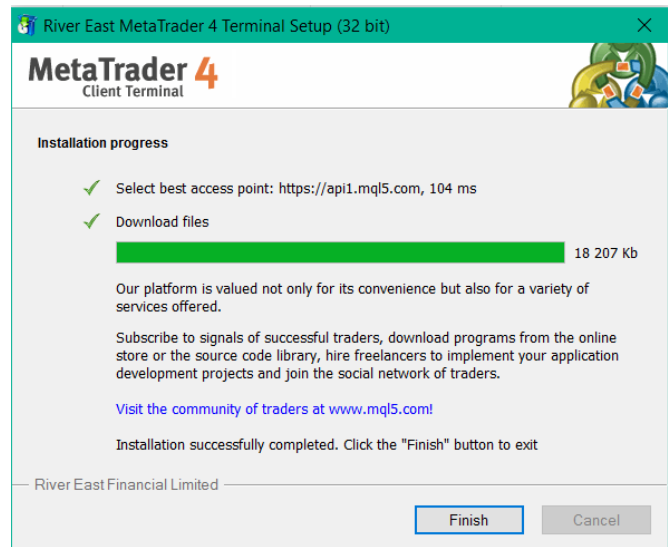 River East MetaTrader 4 Terminal Setup (32 bit)
MetaTrader 4
Client Terminal
Installation progress
Select best access point: https://api1.mql5.com, 104 ms
Download files
18 207 Kb
Our platform is valued not only for its convenience but also for a variety of
services offered.
Subscribe to signals of successful traders, download programs from the online
store or the source code library, hire freelancers to implement your application
development projects and join the social network of traders.
Visit the community of traders at www.mql5.com!
Installation successfully completed. Click the "Finish" button to exit
River East Financial Limited
Finish
Cancel